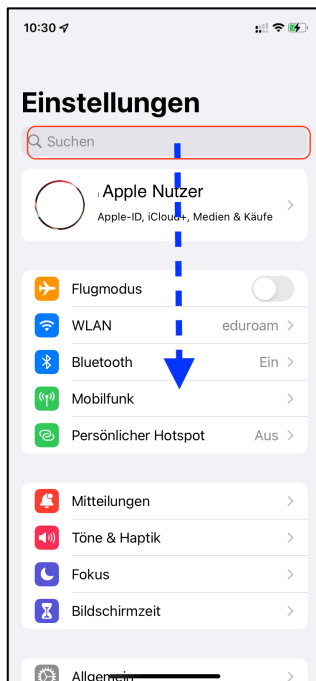 10:30
Einstellungen
Suchen
Apple Nutzer
Apple-ID, iCloud+, Medien & Käufe
Flugmodus
WLAN eduroam
Bluetooth Ein
Mobilfunk
Persönlicher Hotspot Aus
Mitteilungen
Töne & Haptik
Fokus
Bildschirmzeit
Allgemein